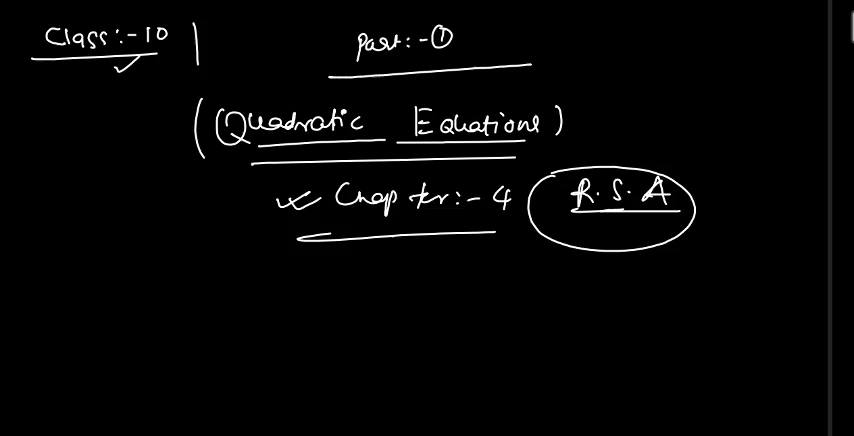 Class:-10
Part:-①
(Quadratic Equations)
Chapter:-4 R.S.A